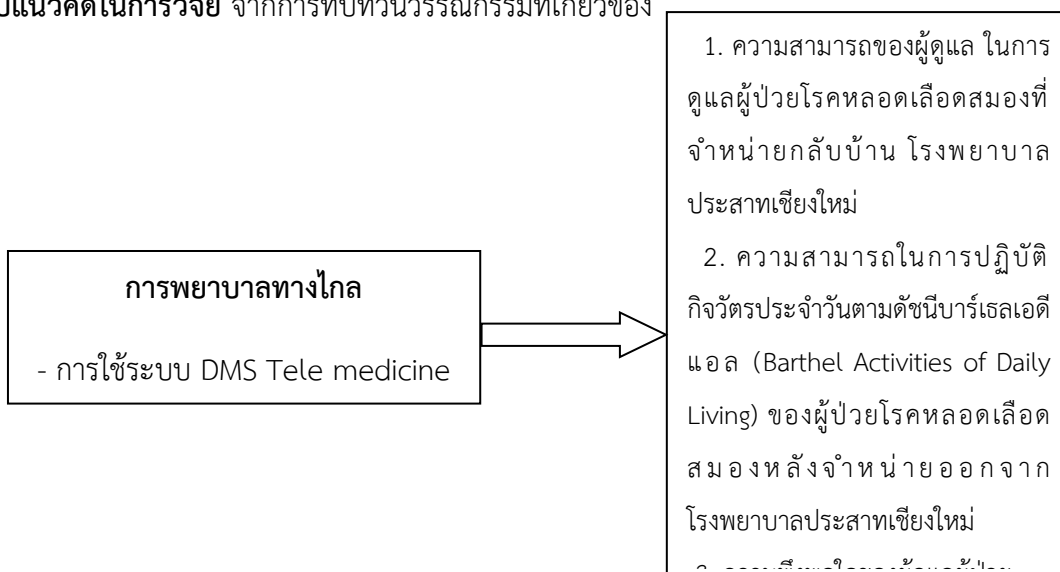 แนวคิดในการวิจัย จากการทบทวนวรรณกรรมที่เกี่ยวข้อง
การพยาบาลทางไกล
- การใช้ระบบ DMS Tele medicine
1. ความสามารถของผู้ดูแล ในการ
ดูแลผู้ป่วยโรคหลอดเลือดสมองที่
จำหน่ายกลับบ้าน โรงพยาบาล
ประสาทเชียงใหม่
2. ความสามารถในการปฏิบัติ
กิจวัตรประจำวันตามดัชนีบาร์เธลเอดี
แอล (Barthel Activities of Daily
Living) ของผู้ป่วยโรคหลอดเลือด
สมองหลังจำหน่ายออกจาก
โรงพยาบาลประสาทเชียงใหม่